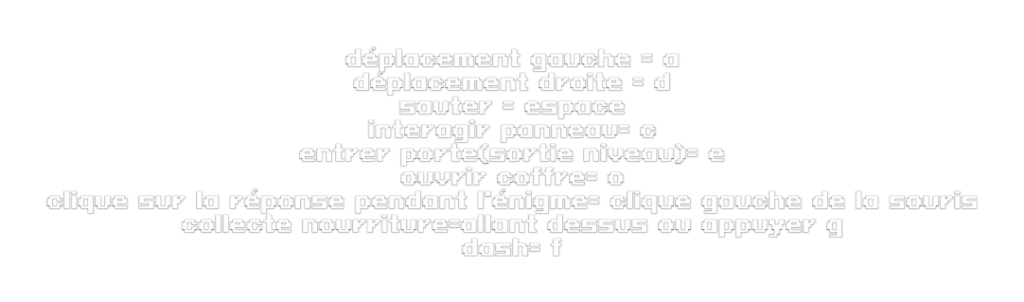 déplacement gauche = a
déplacement droite = d
sauter = espace
interagir panneau= c
entrer porte(sortie niveau)= e
ouvrir coffre= o
clique sur la réponse pendant l'énigme= clique gauche de la souris
collecte nourriture=allant dessus ou appuyer g
dash= f